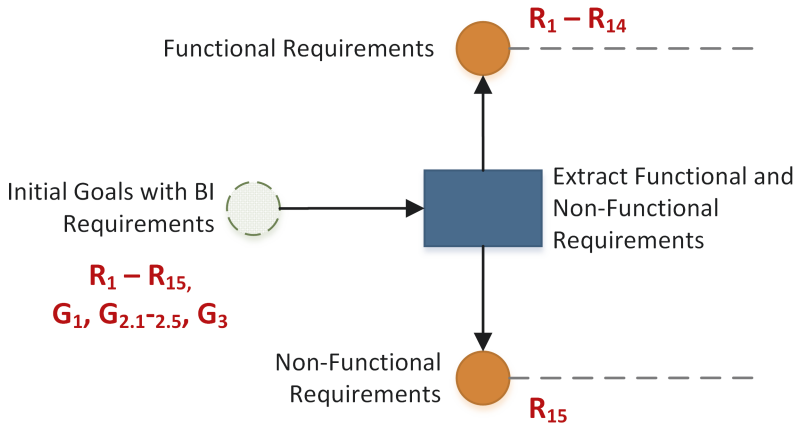 R₁ – R₁₄
Functional Requirements
Initial Goals with BI
Requirements
Extract Functional and
Non-Functional
Requirements
R₁ – R₁₅,
G₁, G₂.₁-₂.₅, G₃
Non-Functional
Requirements
R₁₅